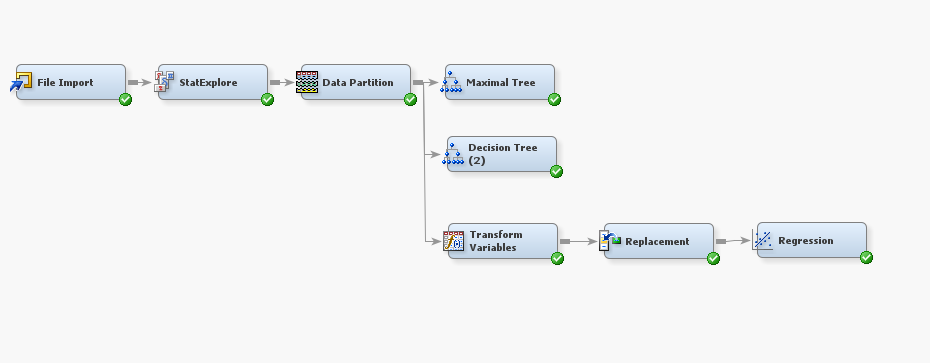 File Import
StatExplore
Data Partition
Maximal Tree
Decision Tree
(2)
Transform
Variables
Replacement
Regression